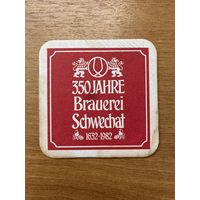 350 JAHRE
Brauerei
Schwechat
1632-1982